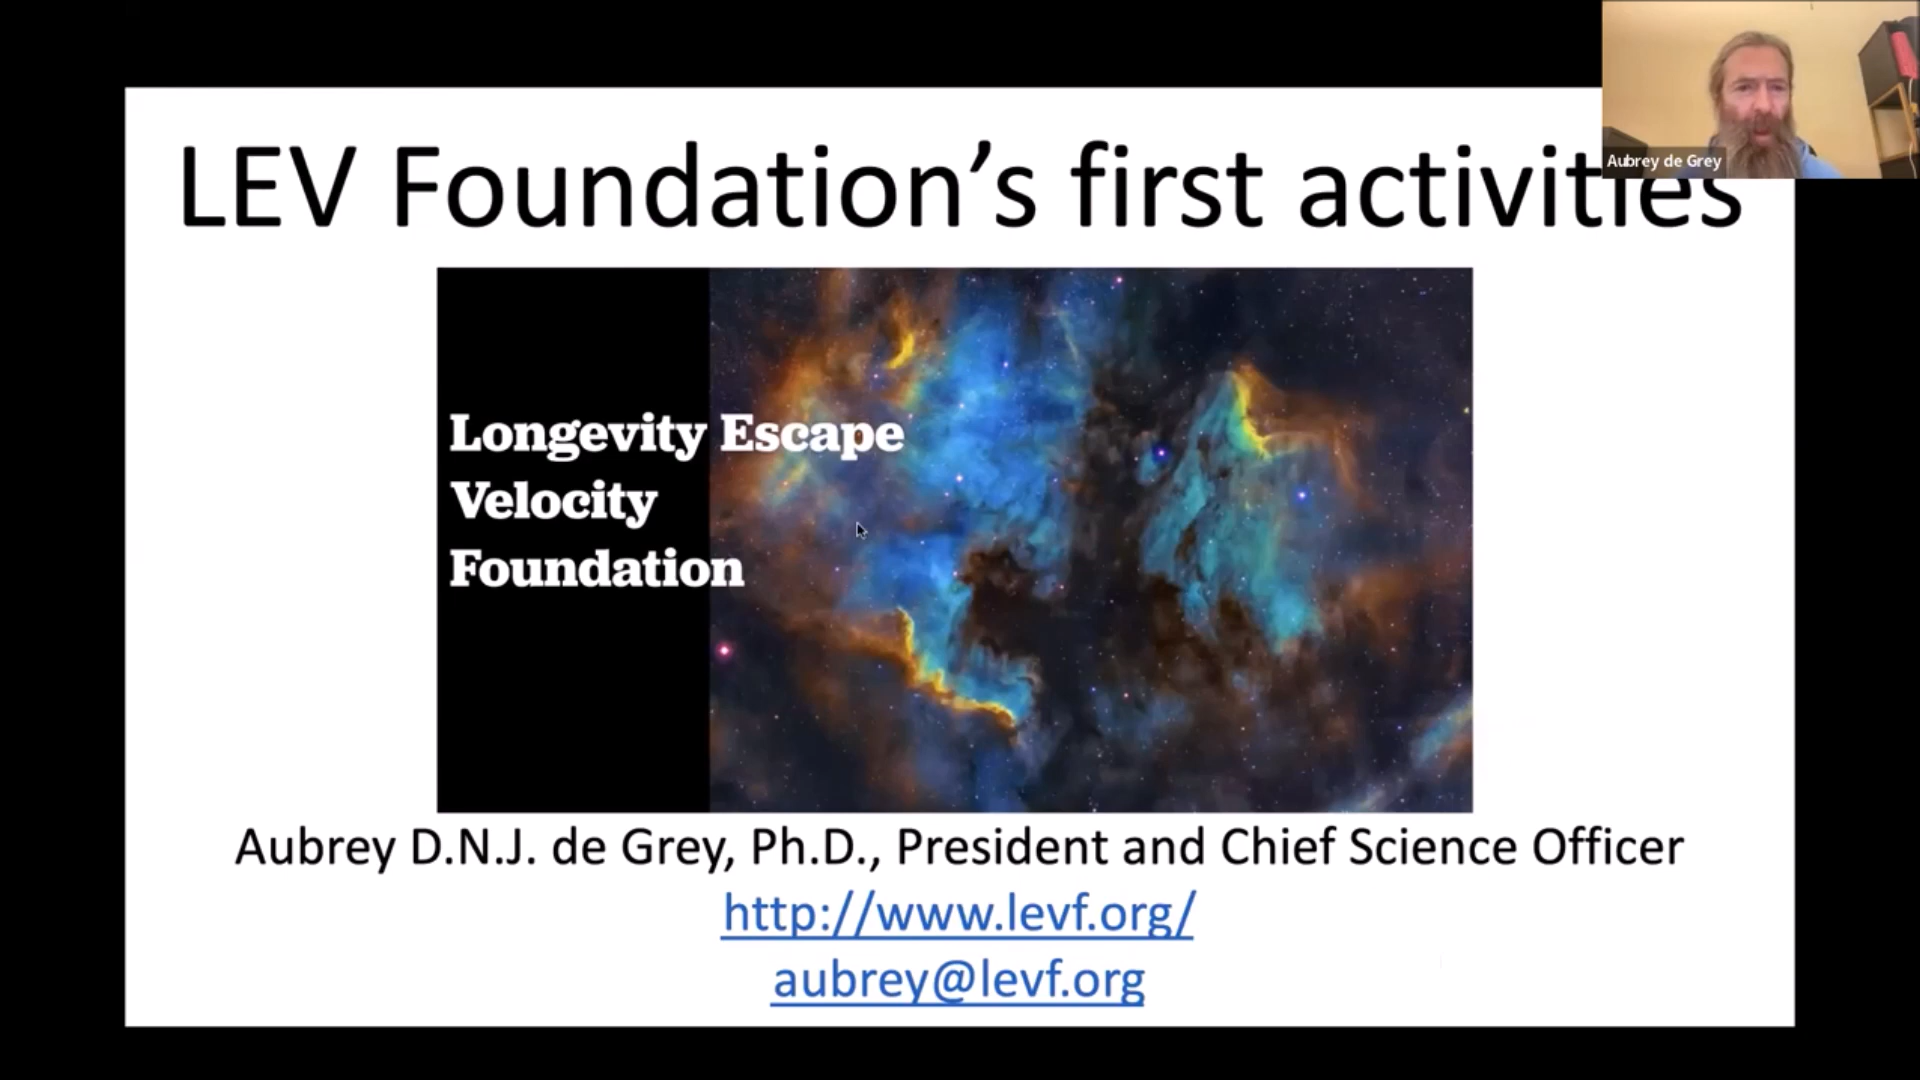 LEV Foundation’s first activities
Aubrey de Grey
Longevity Escape
Velocity
Foundation
Aubrey D.N.J. de Grey, Ph.D., President and Chief Science Officer
http://www.levf.org/
aubrey@levf.org